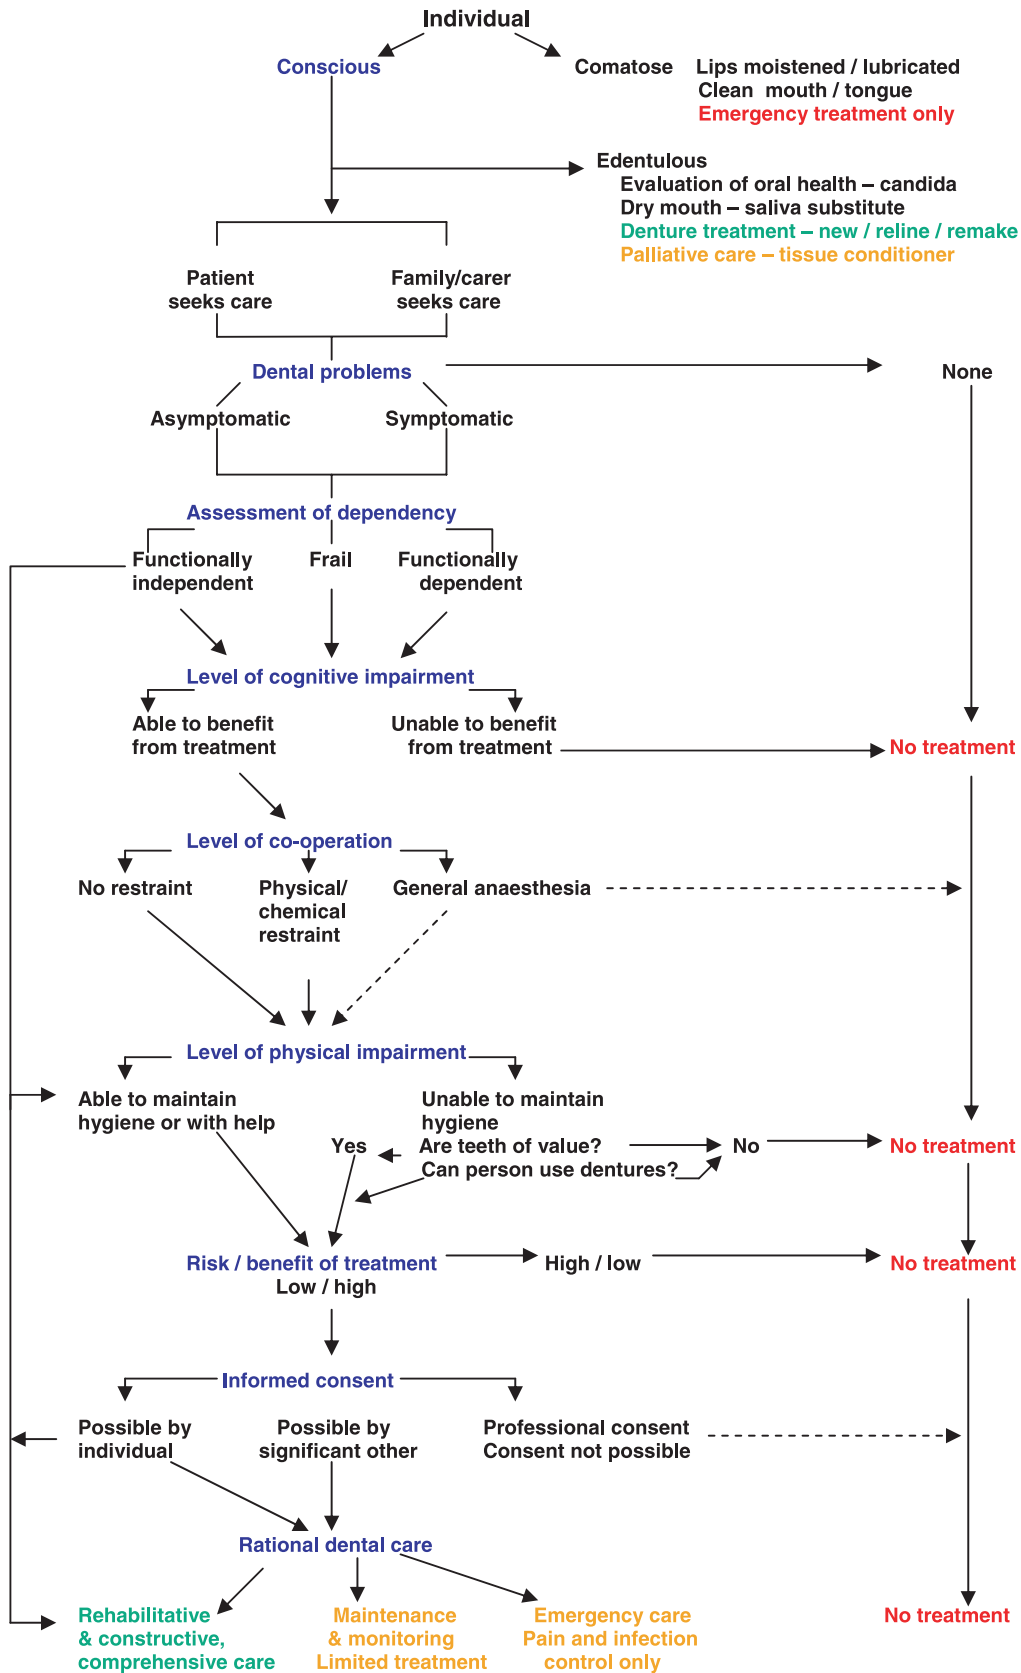 Individual
Conscious
Comatose
Lips moistened / lubricated
Clean mouth / tongue
Emergency treatment only
Edentulous
Evaluation of oral health – candida
Dry mouth – saliva substitute
Denture treatment – new / reline / remake
Palliative care – tissue conditioner
Patient
seeks care
Family/carer
seeks care
Dental problems
None
Asymptomatic
Symptomatic
Assessment of dependency
Functionally
independent
Frail
Functionally
dependent
Level of cognitive impairment
Able to benefit
from treatment
Unable to benefit
from treatment
No treatment
Level of co-operation
No restraint
Physical/
chemical
restraint
General anaesthesia
Level of physical impairment
Able to maintain
hygiene or with help
Unable to maintain
hygiene
Yes
Are teeth of value?
Can person use dentures?
No
No treatment
Risk / benefit of treatment
Low / high
High / low
No treatment
Informed consent
Possible by
individual
Possible by
significant other
Professional consent
Consent not possible
Rational dental care
Rehabilitative
& constructive,
comprehensive care
Maintenance
& monitoring
Limited treatment
Emergency care
Pain and infection
control only
No treatment